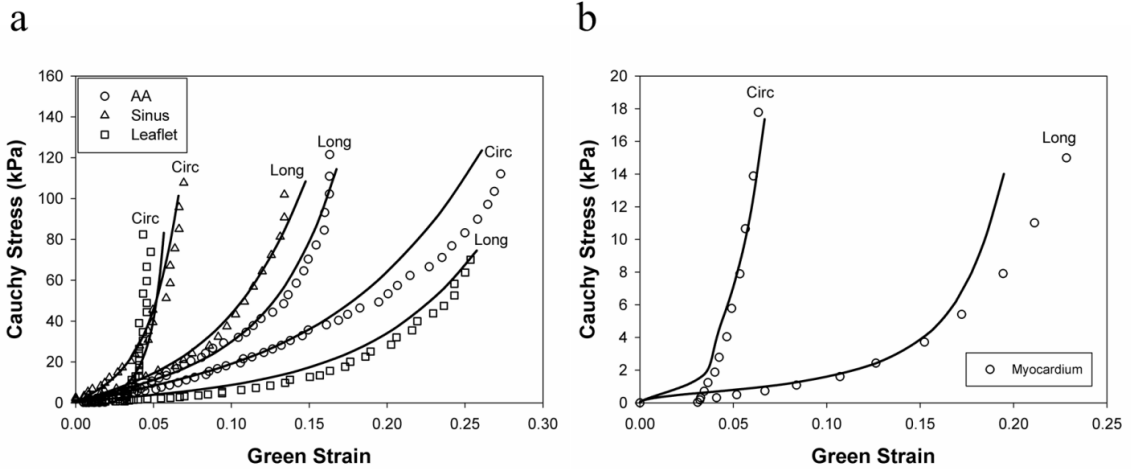 a
160
140
120
100
80
60
40
20
0
Cauchy Stress (kPa)
AA
Sinus
Leaflet
Circ
Circ
Long
Long
Circ
Long
0.00 0.05 0.10 0.15 0.20 0.25 0.30
Green Strain
b
20
18
16
14
12
10
8
6
4
2
0
Cauchy Stress (kPa)
Circ
Long
Myocardium
0.00 0.05 0.10 0.15 0.20 0.25
Green Strain